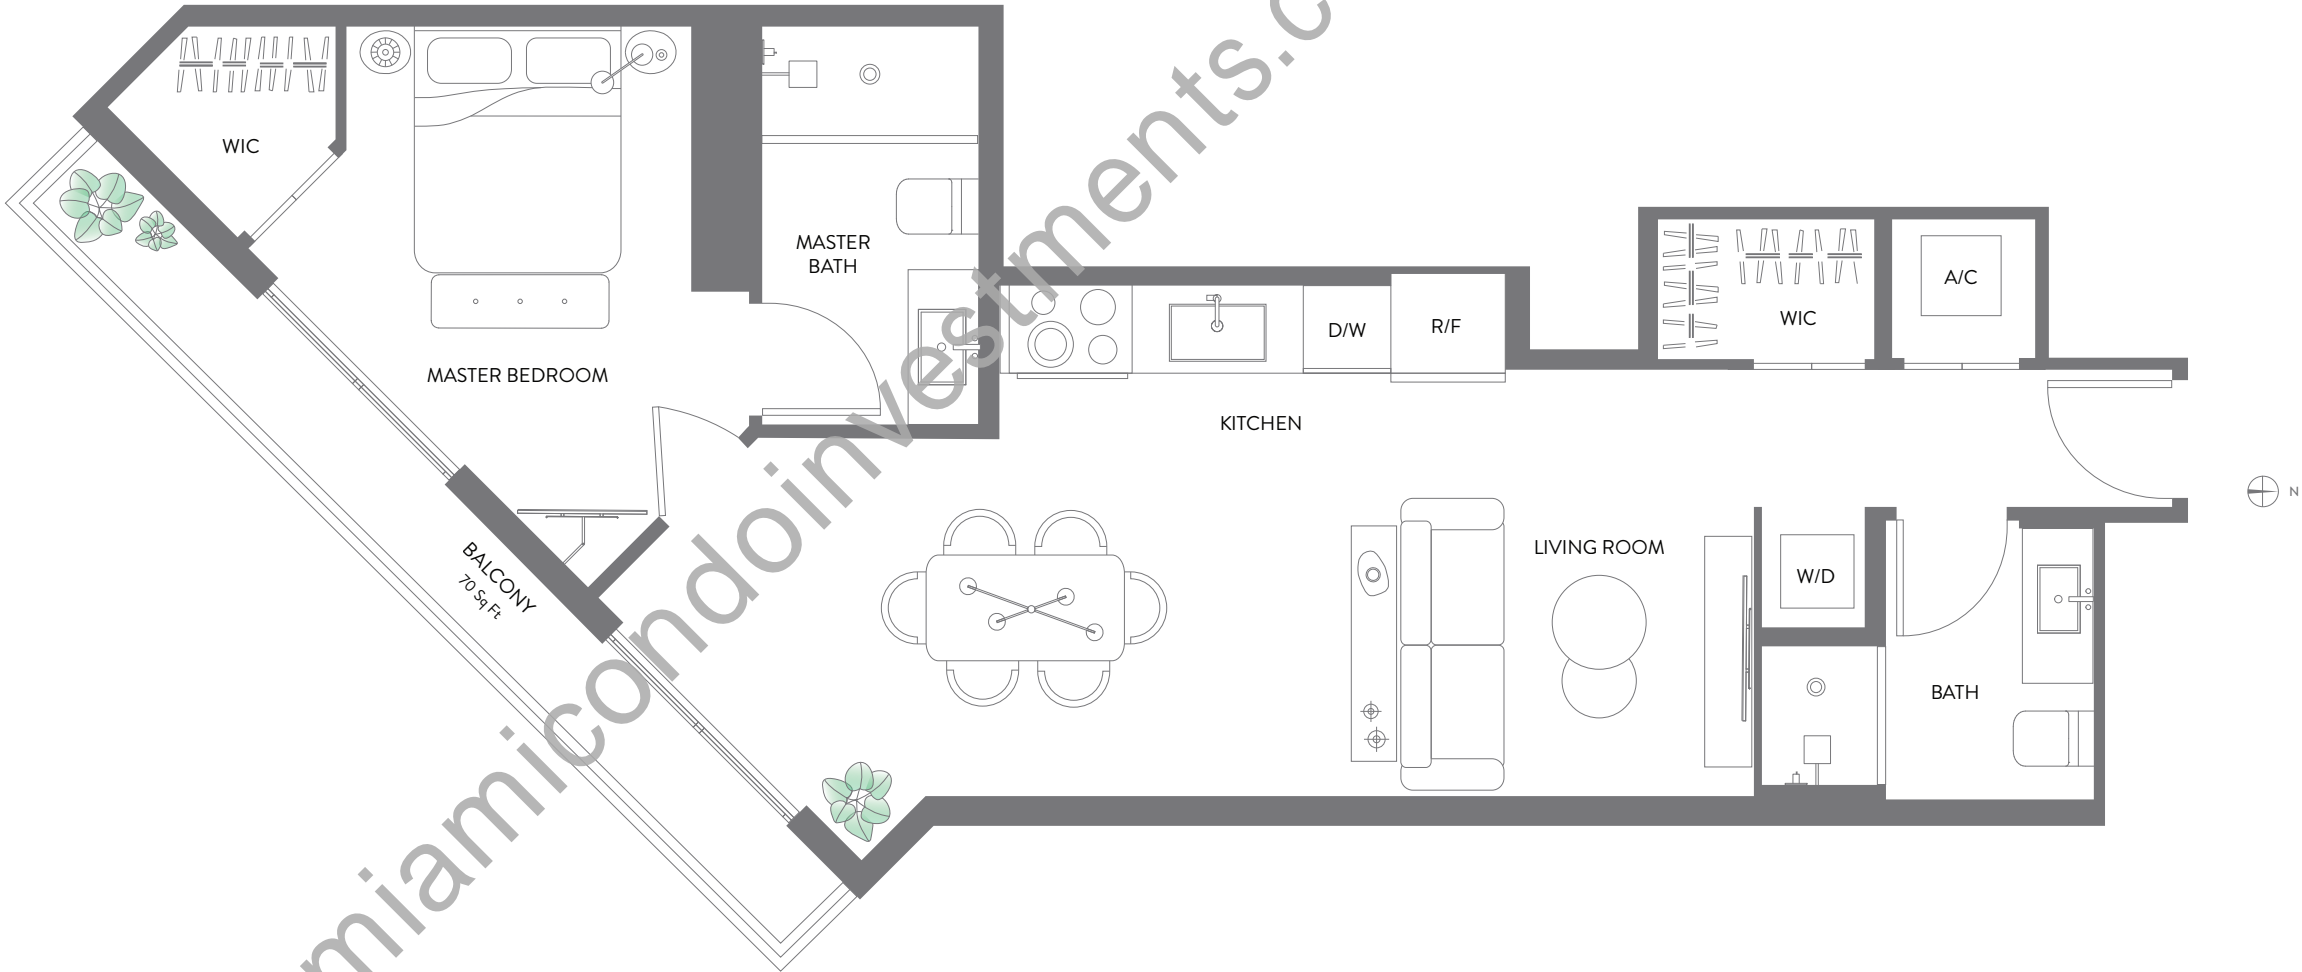 WIC
MASTER
BATH
A/C
WIC
D/W
R/F
MASTER BEDROOM
KITCHEN
N
LIVING ROOM
W/D
BALCONY
70 Sq Ft
BATH
miamicondoinvestments.c